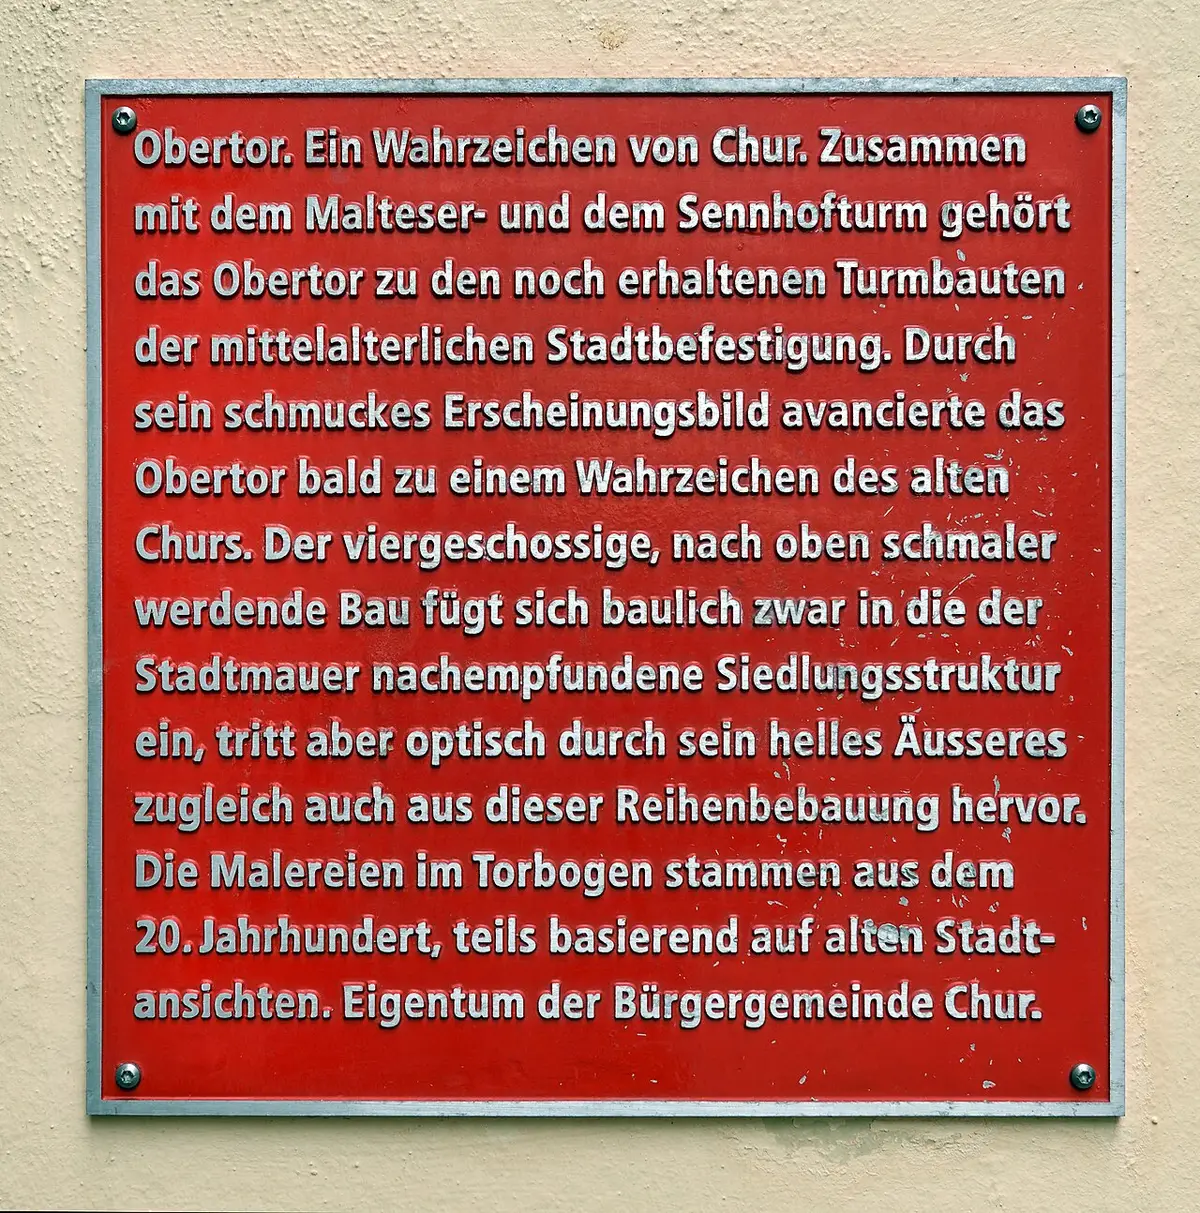 Obertor. Ein Wahrzeichen von Chur. Zusammen
mit dem Malteser- und dem Sennhofturm gehört
das Obertor zu den noch erhaltenen Turmbauten
der mittelalterlichen Stadtbefestigung. Durch
sein schmuckes Erscheinungsbild avancierte das
Obertor bald zu einem Wahrzeichen des alten
Churs. Der viergeschossige, nach oben schmaler
werdende Bau fügt sich baulich zwar in die der
Stadtmauer nachempfundene Siedlungsstruktur
ein, tritt aber optisch durch sein helles Äusseres
zugleich auch aus dieser Reihenbebauung hervor.
Die Malereien im Torbogen stammen aus dem
20. Jahrhundert, teils basierend auf alten Stadt-
ansichten. Eigentum der Bürgergemeinde Chur.